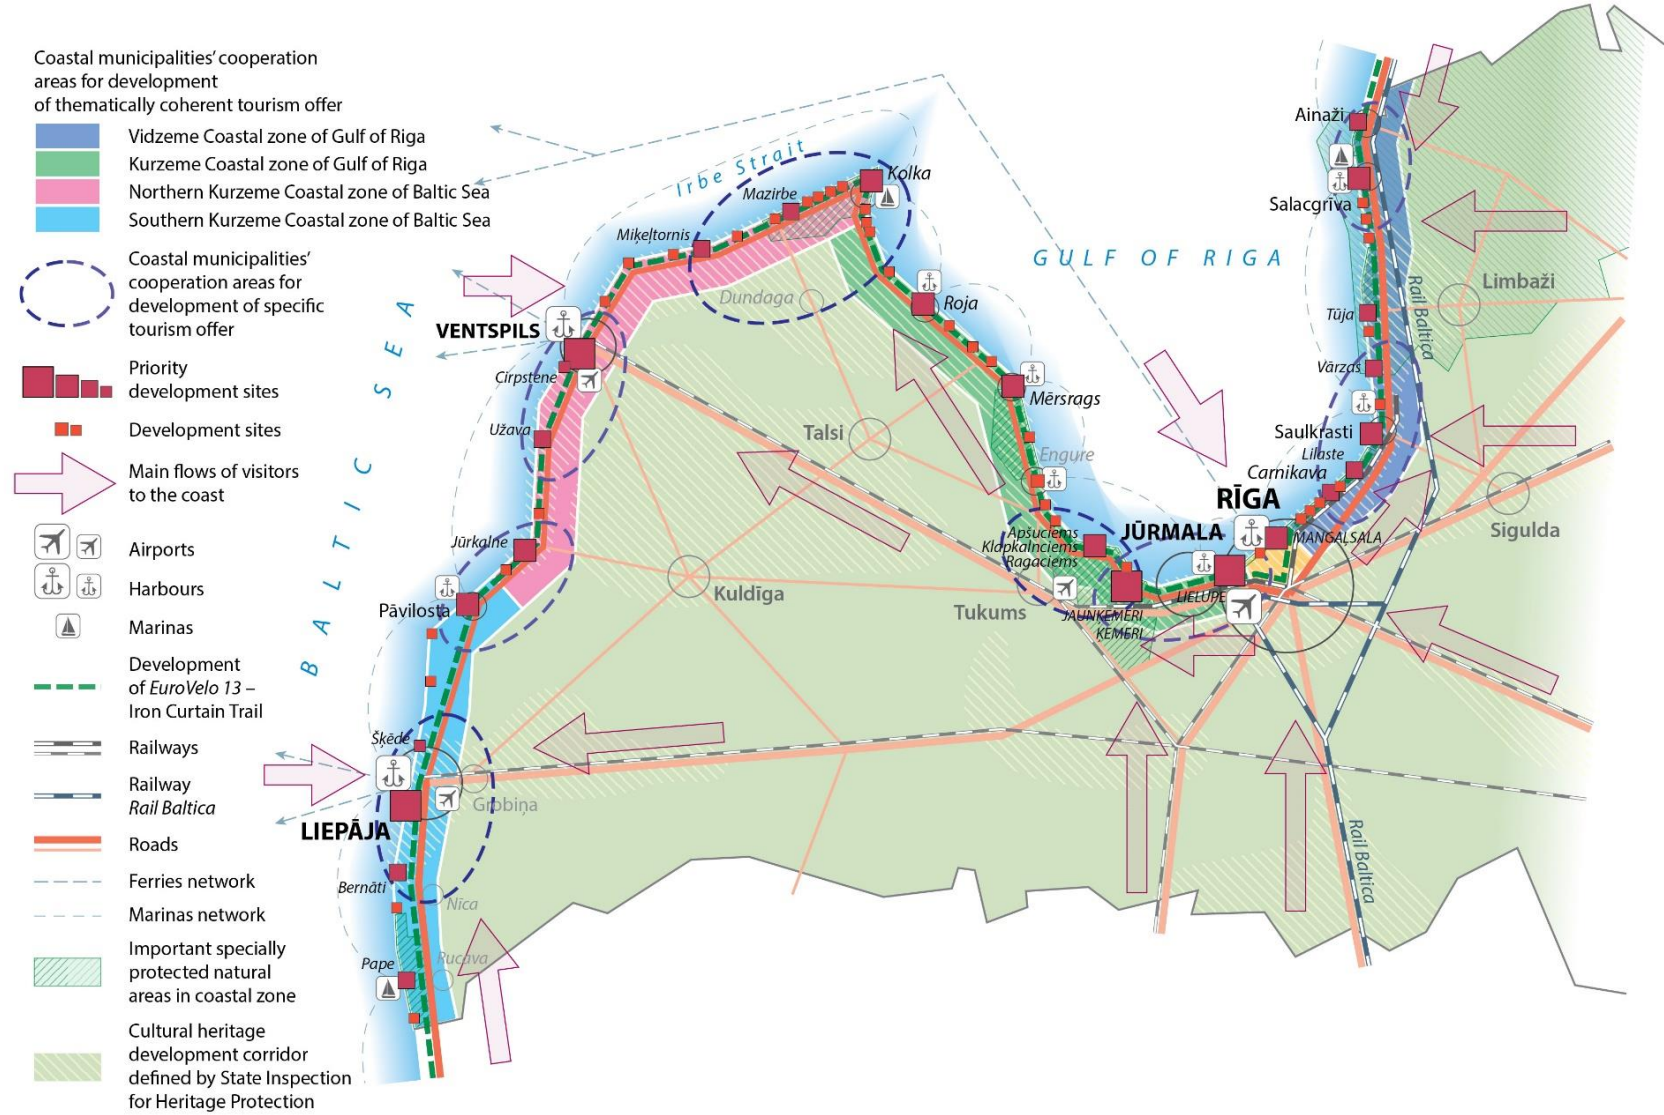 Coastal municipalities' cooperation
areas for development
of thematically coherent tourism offer
Vidzeme Coastal zone of Gulf of Riga
Kurzeme Coastal zone of Gulf of Riga
Northern Kurzeme Coastal zone of Baltic Sea
Southern Kurzeme Coastal zone of Baltic Sea
Coastal municipalities'
cooperation areas for
development of specific
tourism offer
Priority
development sites
Development sites
Main flows of visitors
to the coast
Airports
Harbours
Marinas
Development
of EuroVelo 13 –
Iron Curtain Trail
Railways
Railway
Rail Baltica
Roads
Ferries network
Marinas network
Important specially
protected natural
areas in coastal zone
Cultural heritage
development corridor
defined by State Inspection
for Heritage Protection
BALTIC SEA
Irbe Strait
GULF OF RIGA
Kolka
Mazirbe
Miķeļtornis
Dundaga
VENTSPILS
Cirpstene
Užava
Jūrkalne
Pāvilosta
Šķēde
LIEPĀJA
Grobiņa
Bernāti
Nīca
Pape
Rucava
Roja
Mērsrags
Engure
Talsi
Kuldīga
Tukums
Apšuciems
Klapkalnciems
Ragaciems
JŪRMALA
JAUNĶEMERI
ĶEMERI
LIELUPE
RĪGA
MANGAĻSALA
Carnikava
Lilaste
Saulkrasti
Vārzas
Tūja
Salacgrīva
Ainaži
Limbaži
Sigulda
Rail Baltica
Rail Baltica